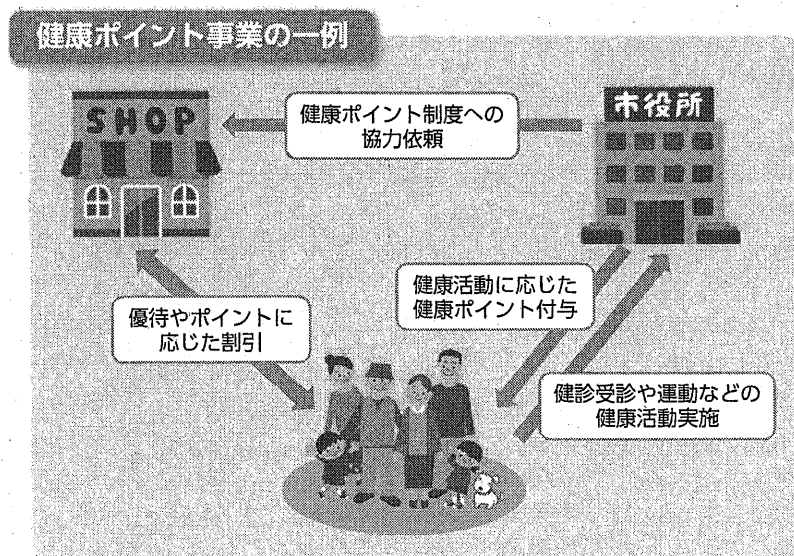 健康ポイント事業の一例
SHOP
健康ポイント制度への
協力依頼
市役所
優待やポイントに
応じた割引
健康活動に応じた
健康ポイント付与
健診受診や運動などの
健康活動実施